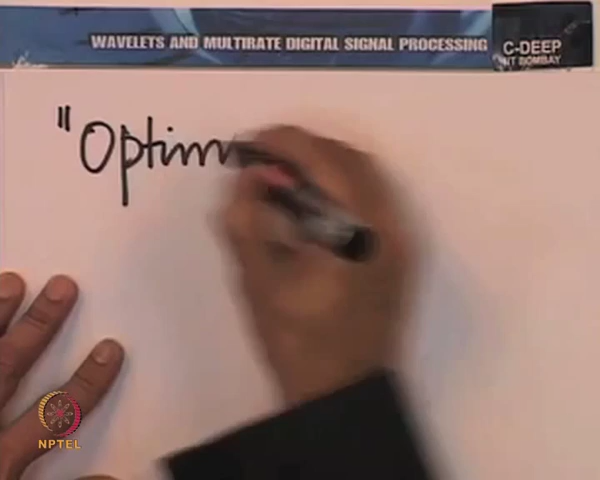 WAVELETS AND MULTIRATE DIGITAL SIGNAL PROCESSING
C-DEEP
IIT BOMBAY
"Optim
NPTEL